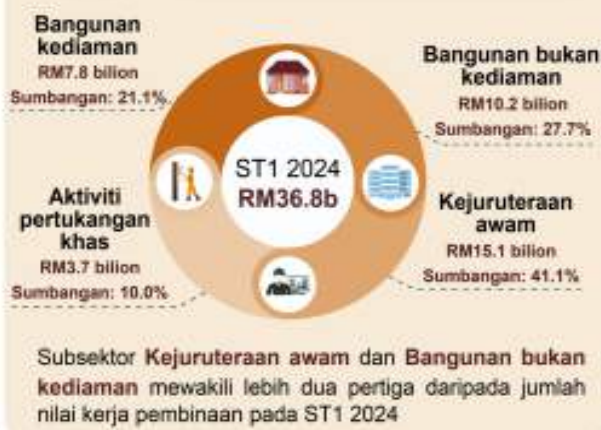 Bangunan
kediaman
RM7.8 bilion
Sumbangan: 21.1%
Bangunan bukan
kediaman
RM10.2 bilion
Sumbangan: 27.7%
ST1 2024
RM36.8b
Aktiviti
pertukangan
khas
RM3.7 bilion
Sumbangan: 10.0%
Kejuruteraan
awam
RM15.1 bilion
Sumbangan: 41.1%
Subsektor Kejuruteraan awam dan Bangunan bukan
kediaman mewakili lebih dua pertiga daripada jumlah
nilai kerja pembinaan pada ST1 2024